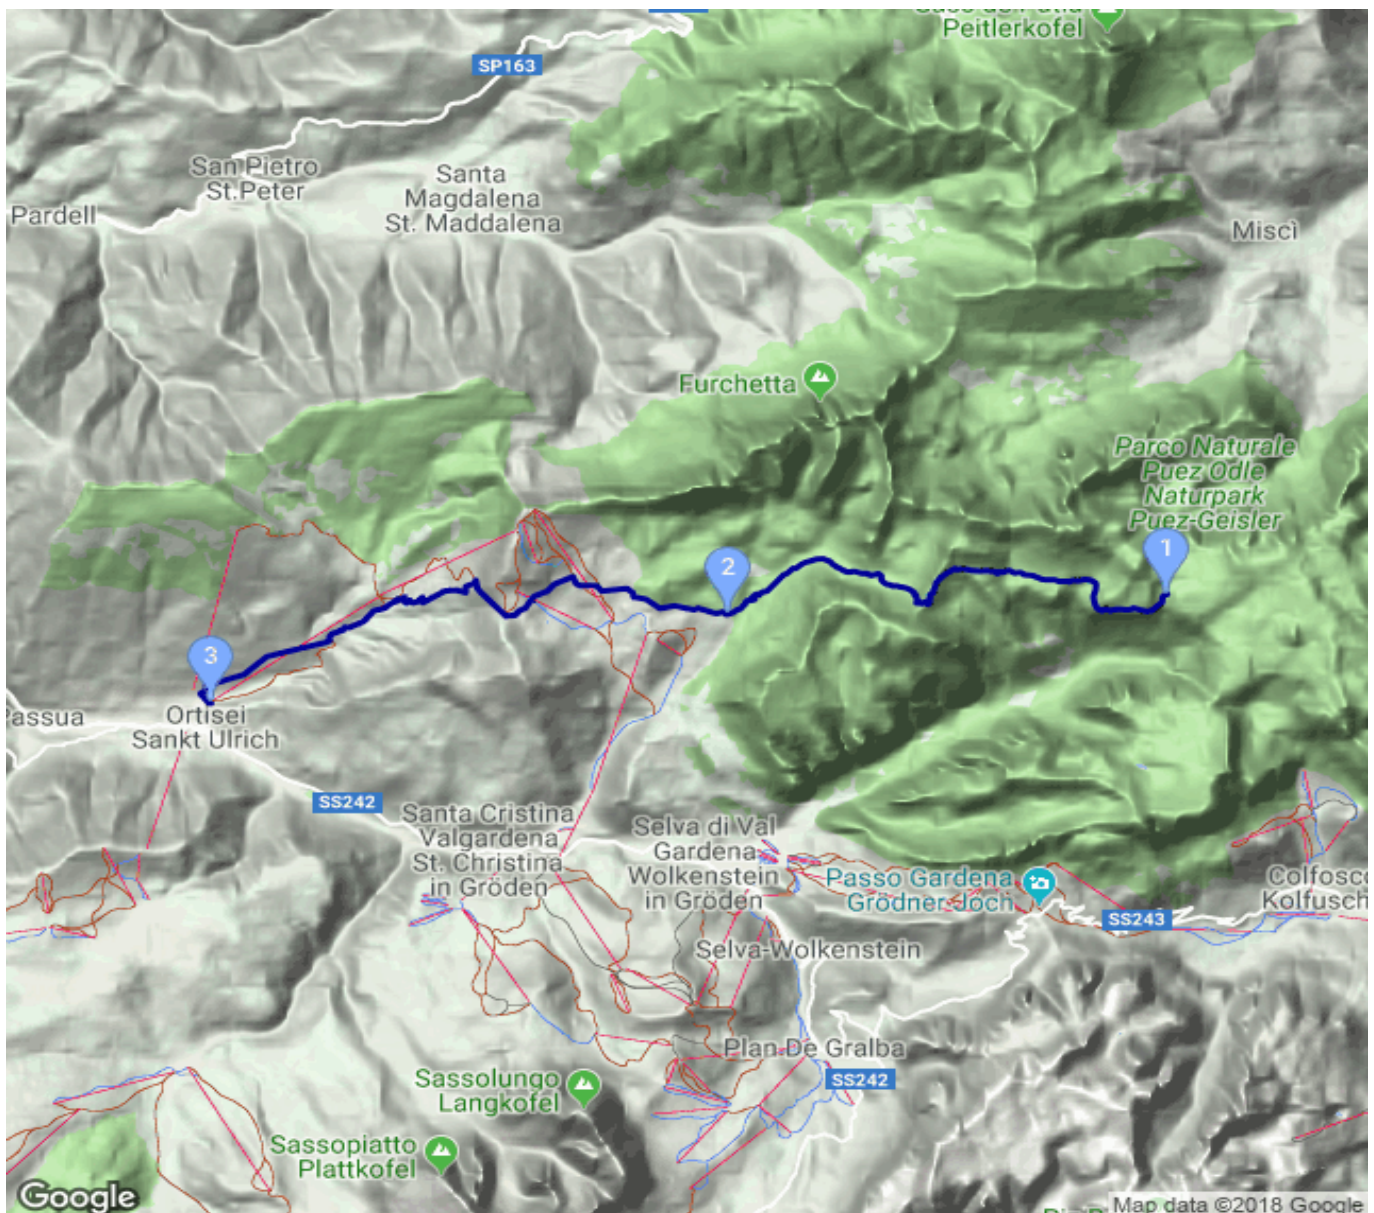 Peitlerkofel
SP163
San Pietro
St.Peter
Santa
Magdalena
St. Maddalena
Pardell
Miscì
Furchetta
Parco Naturale
Puez Odle
Naturpark
Puez-Geisler
1
2
3
Ortisei
Sankt Ulrich
SS242
Santa Cristina
Valgardena
St. Christina
in Gröden
Selva di Val
Gardena
Wolkenstein
in Gröden
Passo Gardena
Grödner Joch
SS243
Colfosco
Kolfusch
Selva-Wolkenstein
Plan De Gralba
SS242
Sassolungo
Langkofel
Sassopiatto
Plattkofel
Google
Map data ©2018 Google